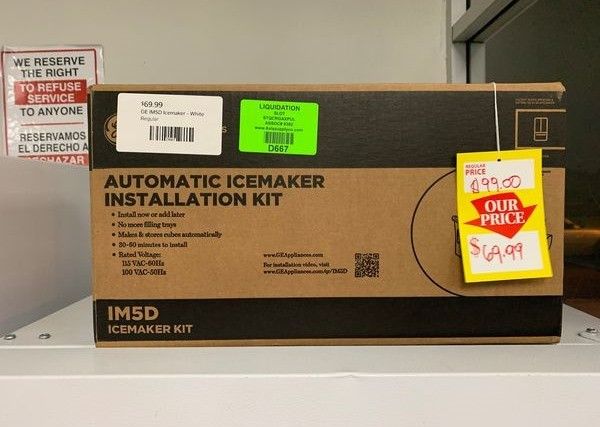 WE RESERVE
THE RIGHT
TO REFUSE
SERVICE
TO ANYONE
RESERVAMOS
EL DERECHO A
$69.99
GE IM5D Icemaker - White
Regular
LIQUIDATION
SLOT
D667
AUTOMATIC ICEMAKER
INSTALLATION KIT
• Install now or add later
• No more filling trays
• Makes & stores cubes automatically
• 30-60 minutes to install
• Rated Voltage:
115 VAC-60Hz
100 VAC-50Hz
www.GEAppliances.com
For installation video, visit
www.GEAppliances.com/ge/IM5D
IM5D
ICEMAKER KIT
REGULAR
PRICE
$99.00
OUR
PRICE
$69.99